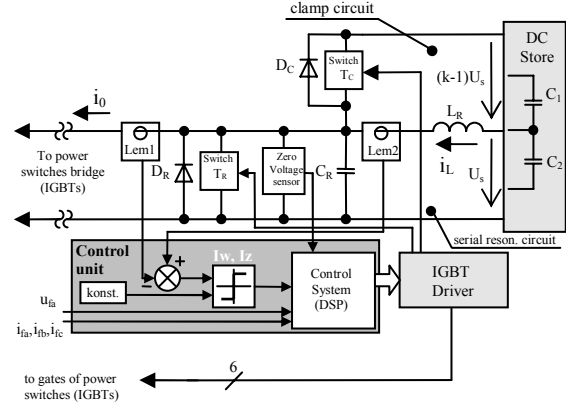 clamp circuit
DC
Store
D_C
Switch
T_C
(k-1)U_s
C_1
i_0
L_R
Lem1
Lem2
To power
switches bridge
(IGBTs)
D_R
Switch
T_R
Zero
Voltage
sensor
C_R
i_L
U_s
C_2
serial reson. circuit
Control
unit
+
-
Iw, Iz
konst.
Control
System
(DSP)
IGBT
Driver
u_fa
i_fa,i_fb,i_fc
6
to gates of power
switches (IGBTs)